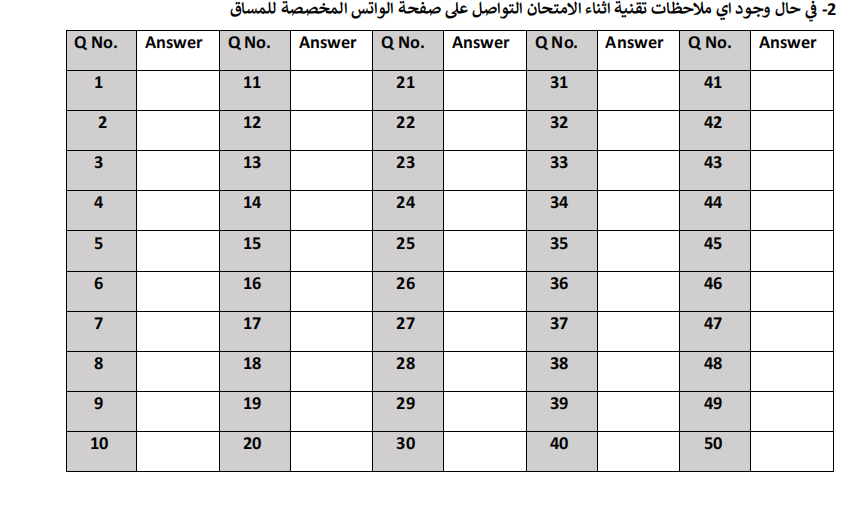 2- في حال وجود اي ملاحظات تقنية اثناء الامتحان التواصل على صفحة الواتس المخصصة للمساق
Q No. Answer Q No. Answer Q No. Answer Q No. Answer Q No. Answer
1 11 21 31 41
2 12 22 32 42
3 13 23 33 43
4 14 24 34 44
5 15 25 35 45
6 16 26 36 46
7 17 27 37 47
8 18 28 38 48
9 19 29 39 49
10 20 30 40 50